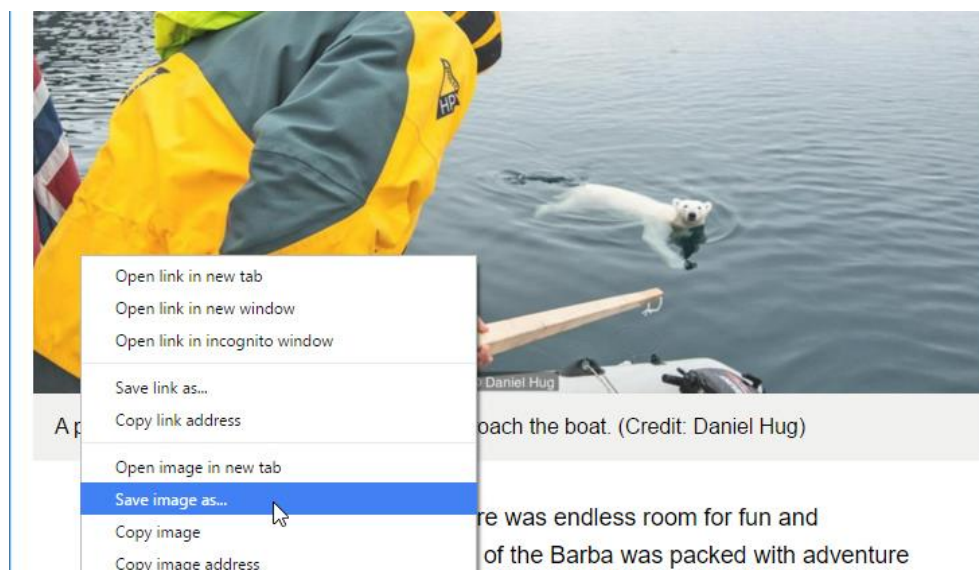 HP
Open link in new tab
Open link in new window
Open link in incognito window
Save link as...
Daniel Hug
Copy link address
A p
oach the boat. (Credit: Daniel Hug)
Open image in new tab
Save image as...
re was endless room for fun and
Copy image
of the Barba was packed with adventure
Copy image address